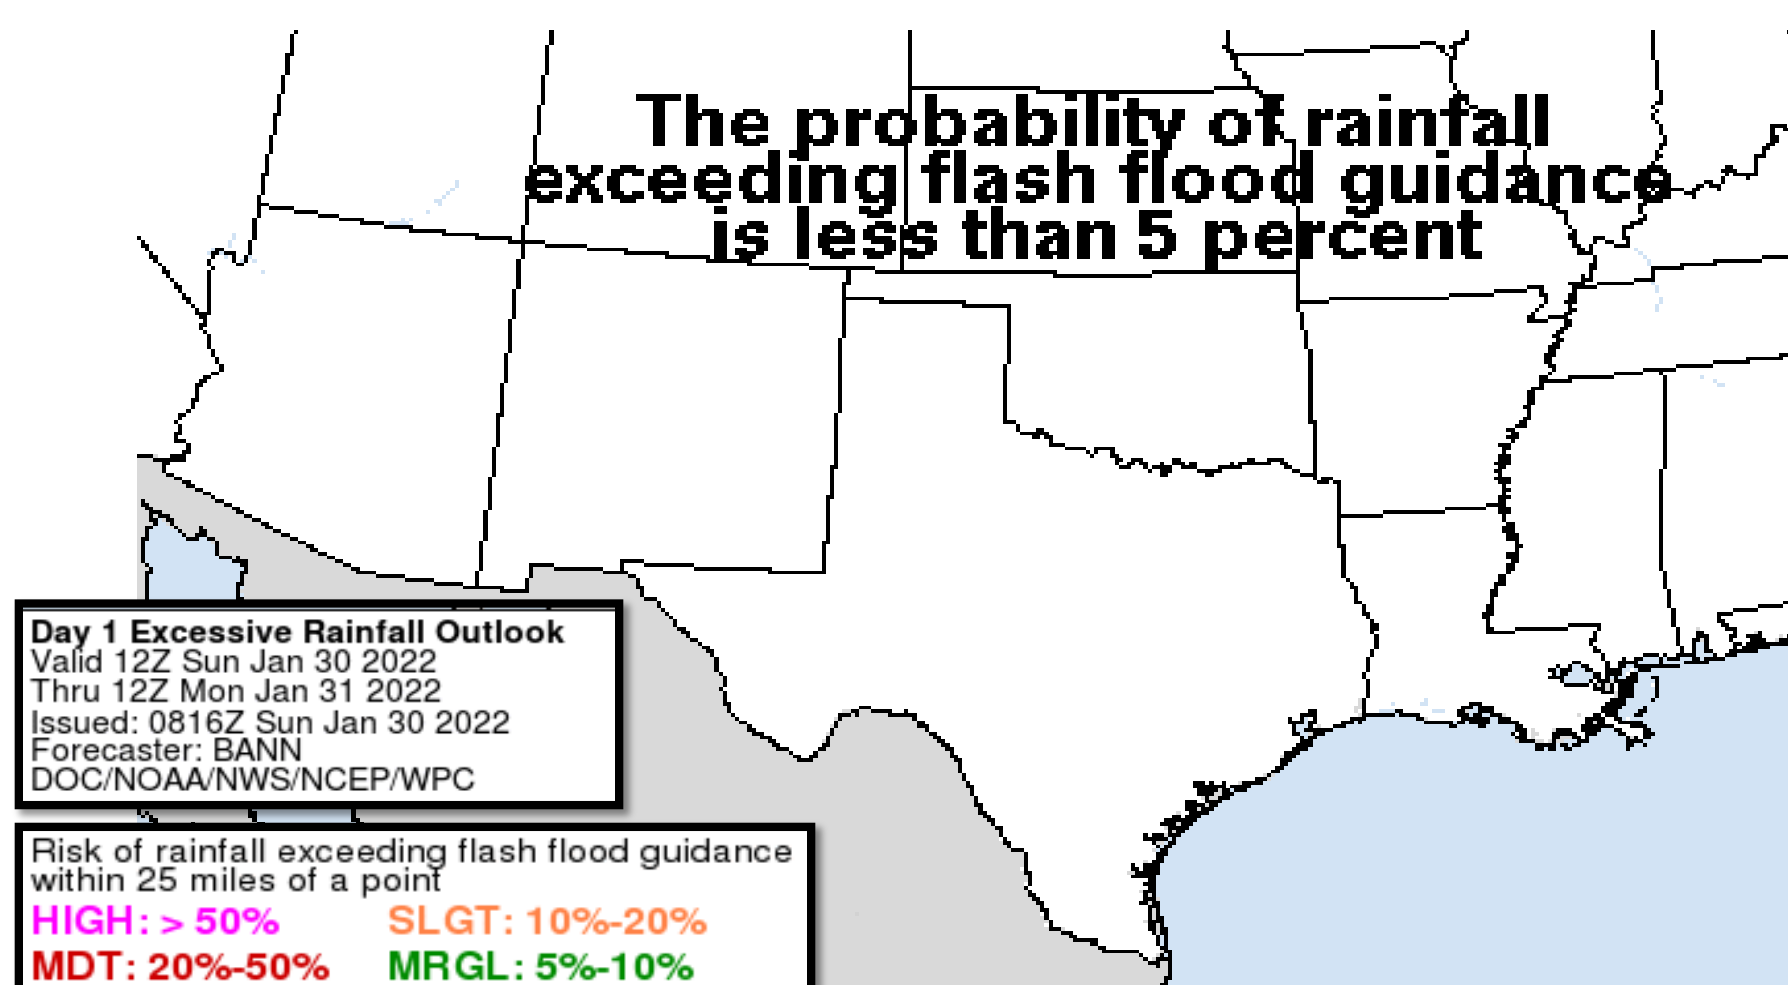 The probability of rainfall
exceeding flash flood guidance
is less than 5 percent
Day 1 Excessive Rainfall Outlook
Valid 12Z Sun Jan 30 2022
Thru 12Z Mon Jan 31 2022
Issued: 0816Z Sun Jan 30 2022
Forecaster: BANN
DOC/NOAA/NWS/NCEP/WPC
Risk of rainfall exceeding flash flood guidance
within 25 miles of a point
HIGH: > 50% SLGT: 10%-20%
MDT: 20%-50% MRGL: 5%-10%